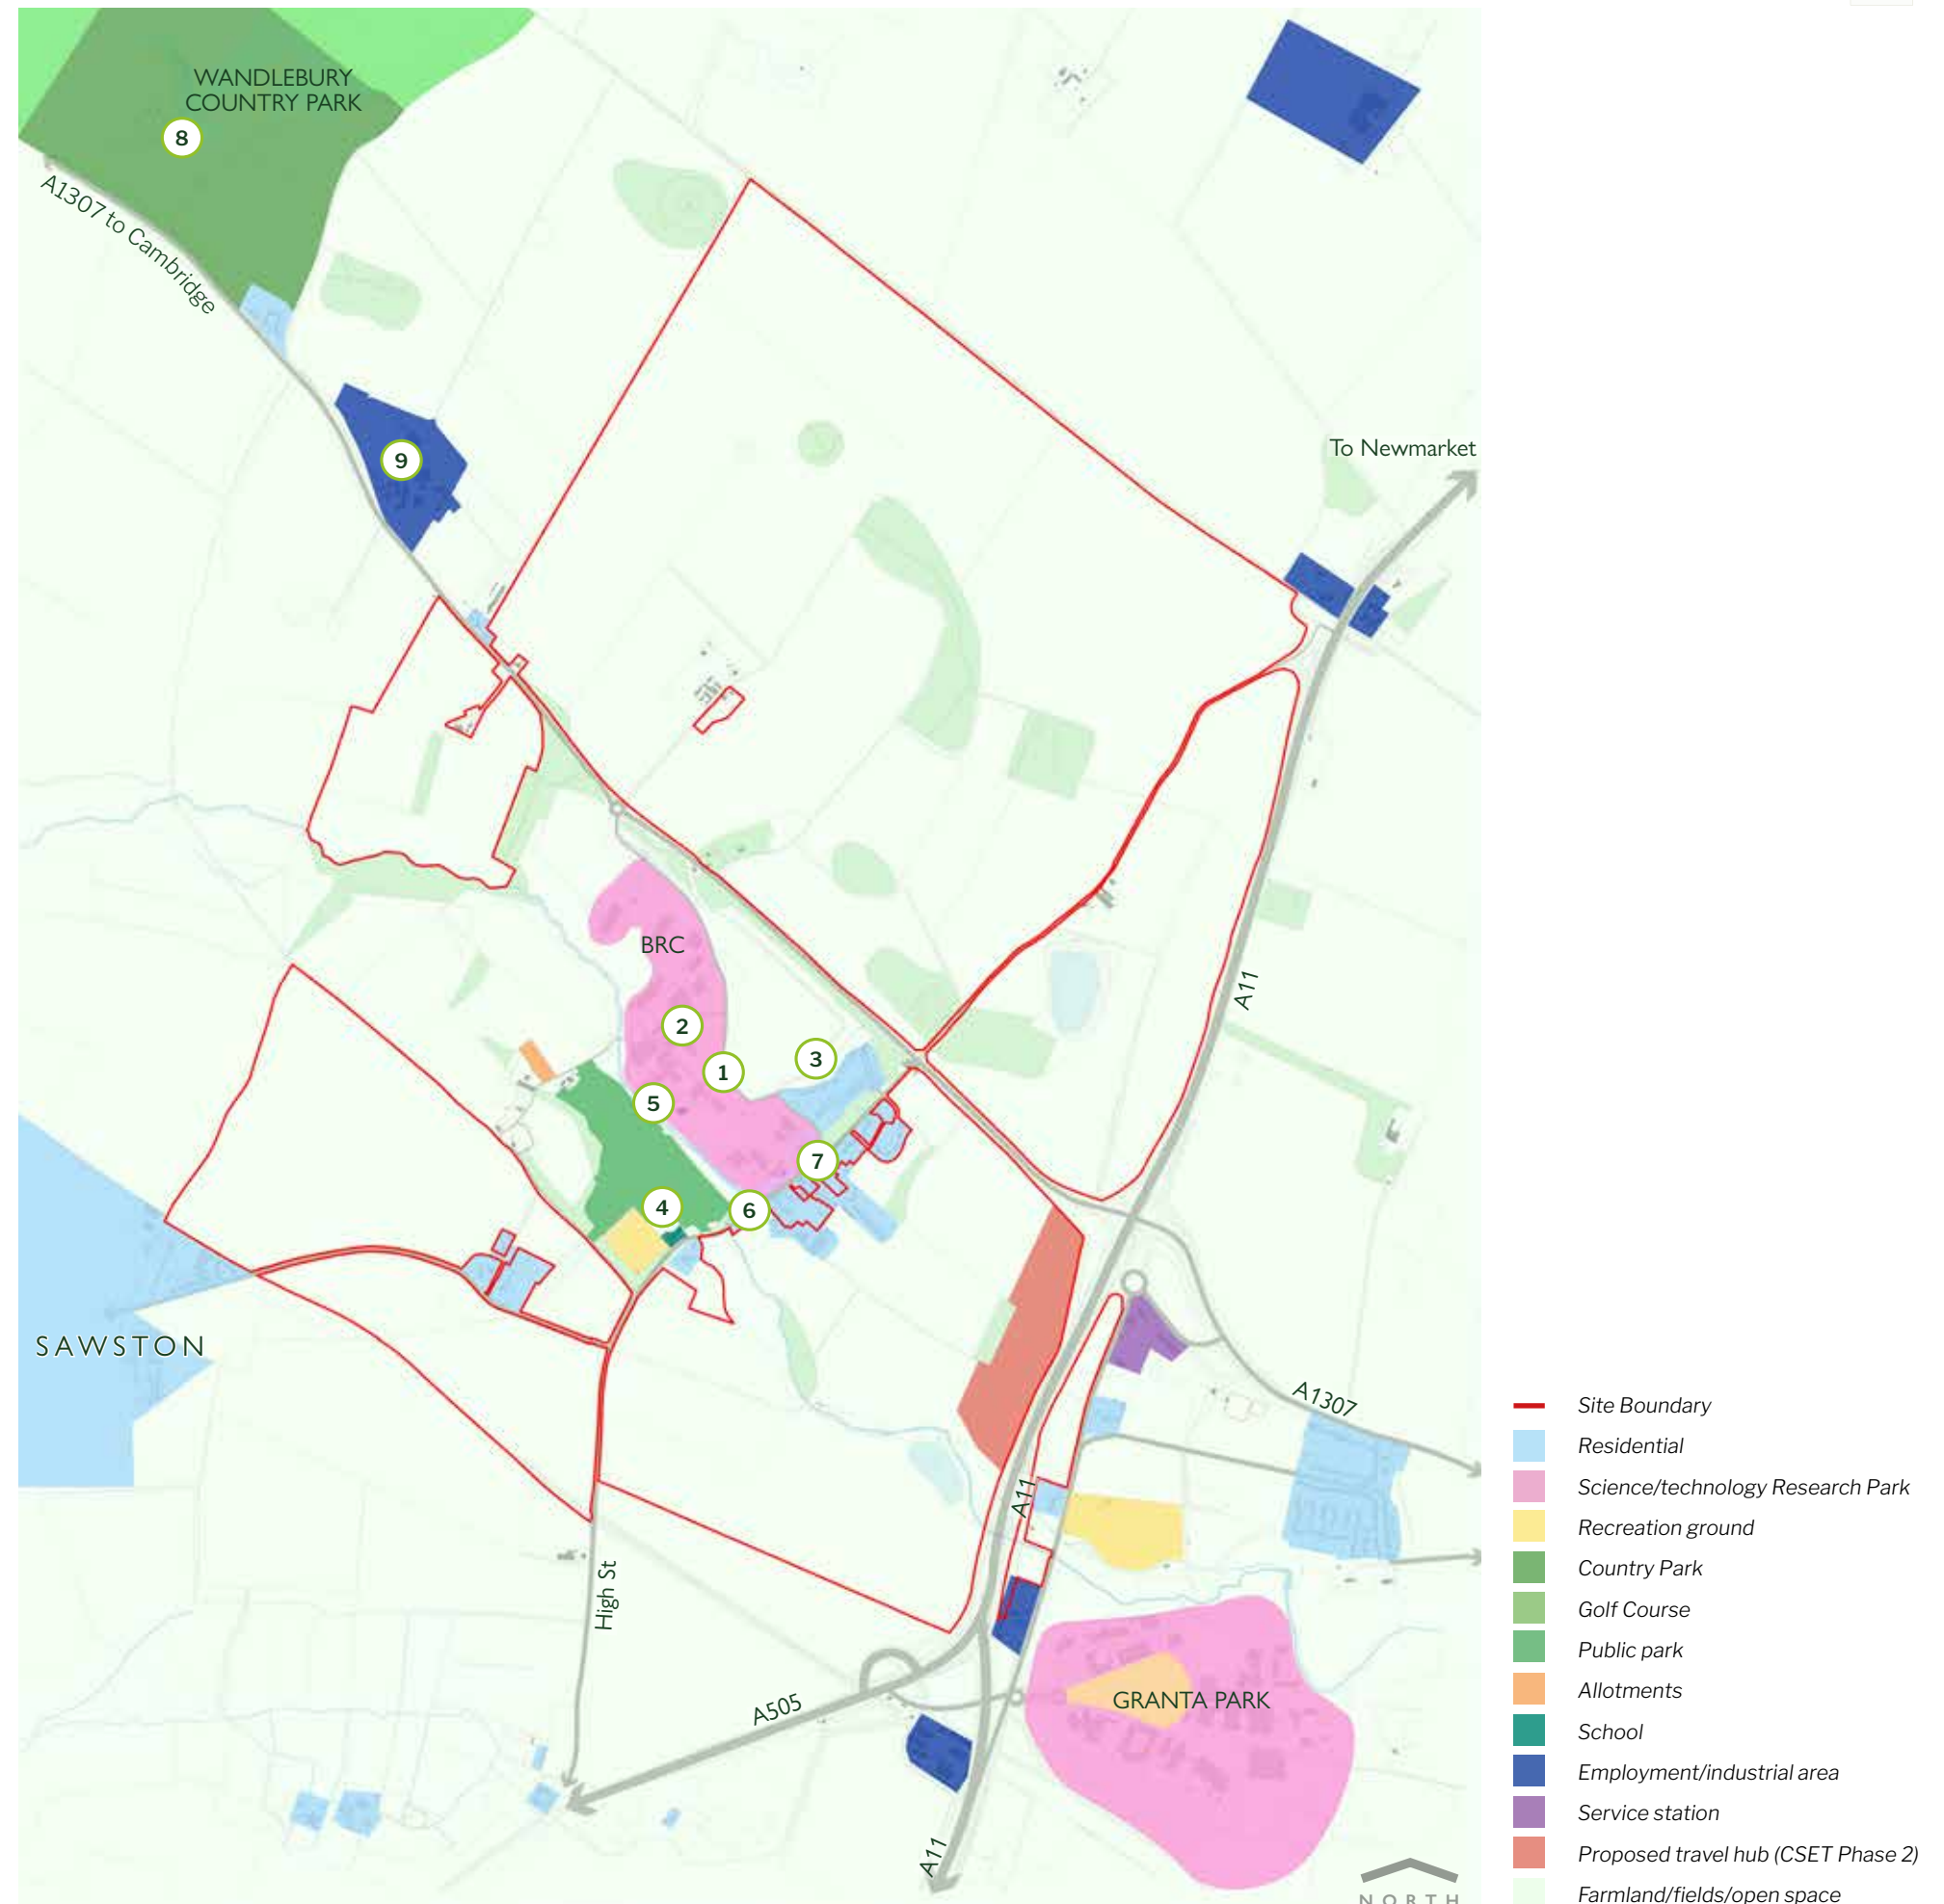 WANDLEBURY
COUNTRY PARK
8
A1307 to Cambridge
9
To Newmarket
BRC
A11
2
1
3
5
7
4
6
SAWSTON
A1307
A11
High St
GRANTA PARK
A505
A11
NORTH
Site Boundary
Residential
Science/technology Research Park
Recreation ground
Country Park
Golf Course
Public park
Allotments
School
Employment/industrial area
Service station
Proposed travel hub (CSET Phase 2)
Farmland/fields/open space